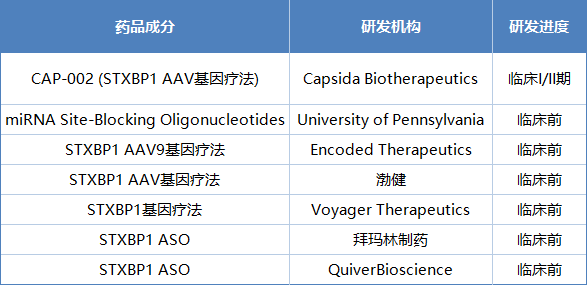 药品成分 研发机构 研发进度
CAP-002 (STXBP1 AAV基因疗法) Capsida Biotherapeutics 临床I/II期
miRNA Site-Blocking Oligonucleotides University of Pennsylvania 临床前
STXBP1 AAV9基因疗法 Encoded Therapeutics 临床前
STXBP1 AAV基因疗法 渤健 临床前
STXBP1基因疗法 Voyager Therapeutics 临床前
STXBP1 ASO 拜玛林制药 临床前
STXBP1 ASO QuiverBioscience 临床前